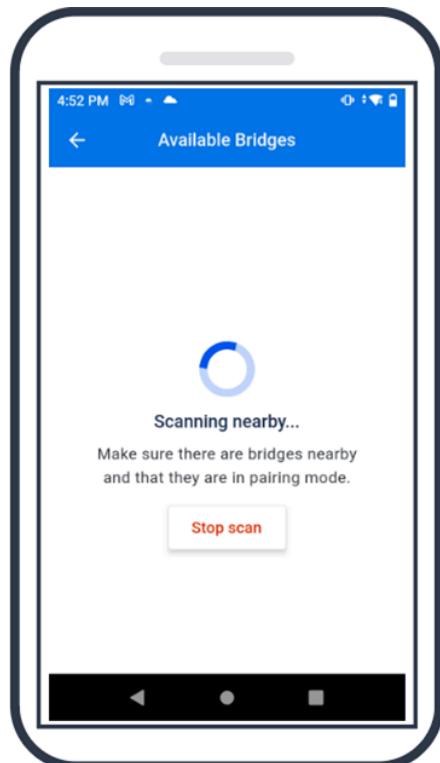 4:52 PM
Available Bridges
Scanning nearby...
Make sure there are bridges nearby
and that they are in pairing mode.
Stop scan